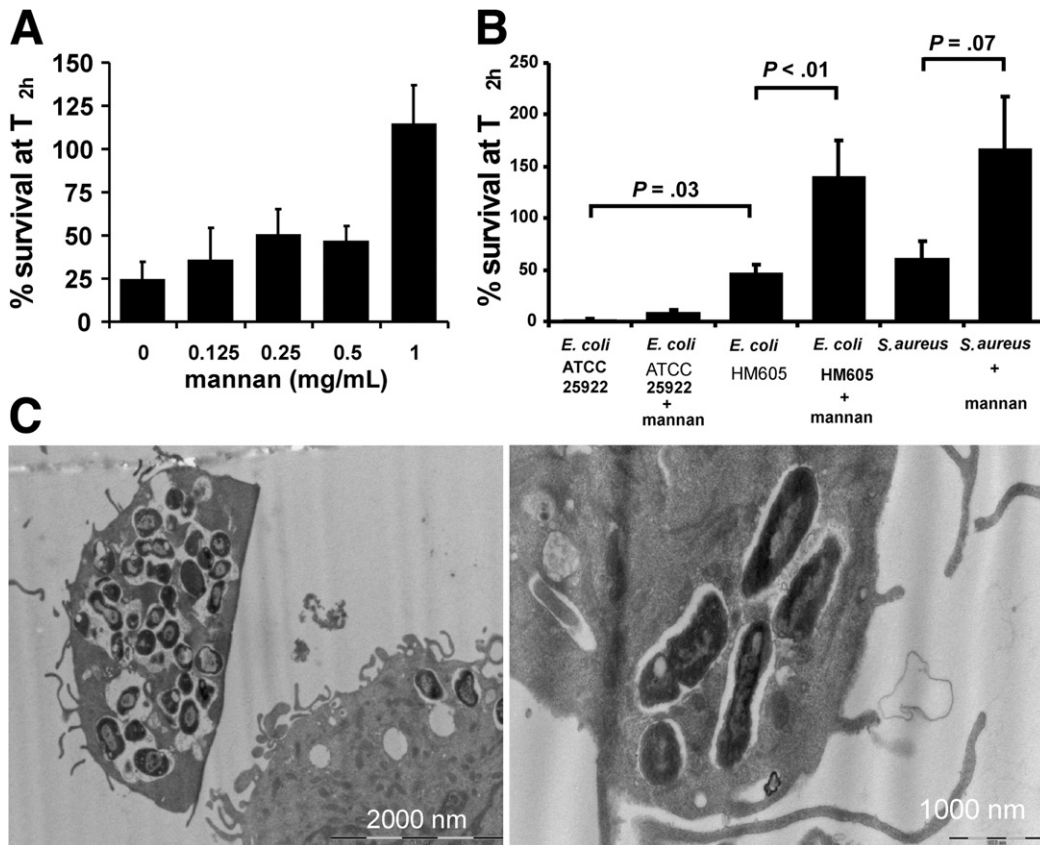 A
% survival at T 2h
150
125
100
75
50
25
0
0 0.125 0.25 0.5 1
mannan (mg/mL)
B
% survival at T 2h
250
200
150
100
50
0
P = .03
P < .01
P = .07
E. coli
ATCC
25922
E. coli
ATCC
25922
+
mannan
E. coli
HM605
E. coli
HM605
+
mannan
S. aureus
S. aureus
+
mannan
C
2000 nm
1000 nm